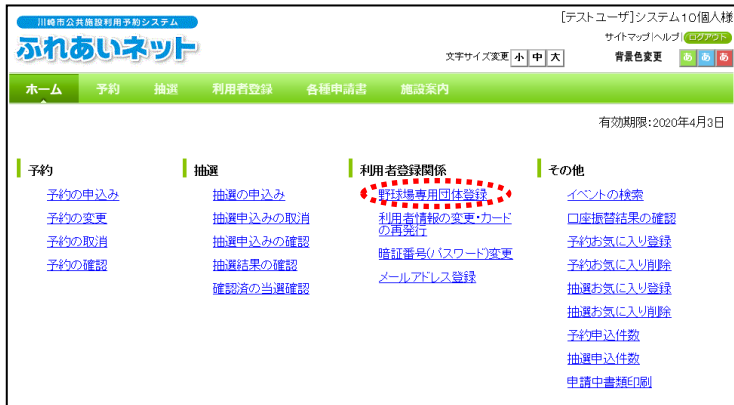 川崎市公共施設利用予約システム
ふれあいネット
[テストユーザ]システム10個人様
サイトマップ|ヘルプ|ログアウト
文字サイズ変更 小 中 大 背景色変更 あ あ あ
ホーム 予約 抽選 利用者登録 各種申請書 施設案内
有効期限:2020年4月3日
予約
予約の申込み
予約の変更
予約の取消
予約の確認
抽選
抽選の申込み
抽選申込みの取消
抽選申込みの確認
抽選結果の確認
確認済の当選確認
利用者登録関係
野球場専用団体登録
利用者情報の変更・カード
の再発行
暗証番号(パスワード)変更
メールアドレス登録
その他
イベントの検索
口座振替結果の確認
予約お気に入り登録
予約お気に入り削除
抽選お気に入り登録
抽選お気に入り削除
予約申込件数
抽選申込件数
申請中書類印刷